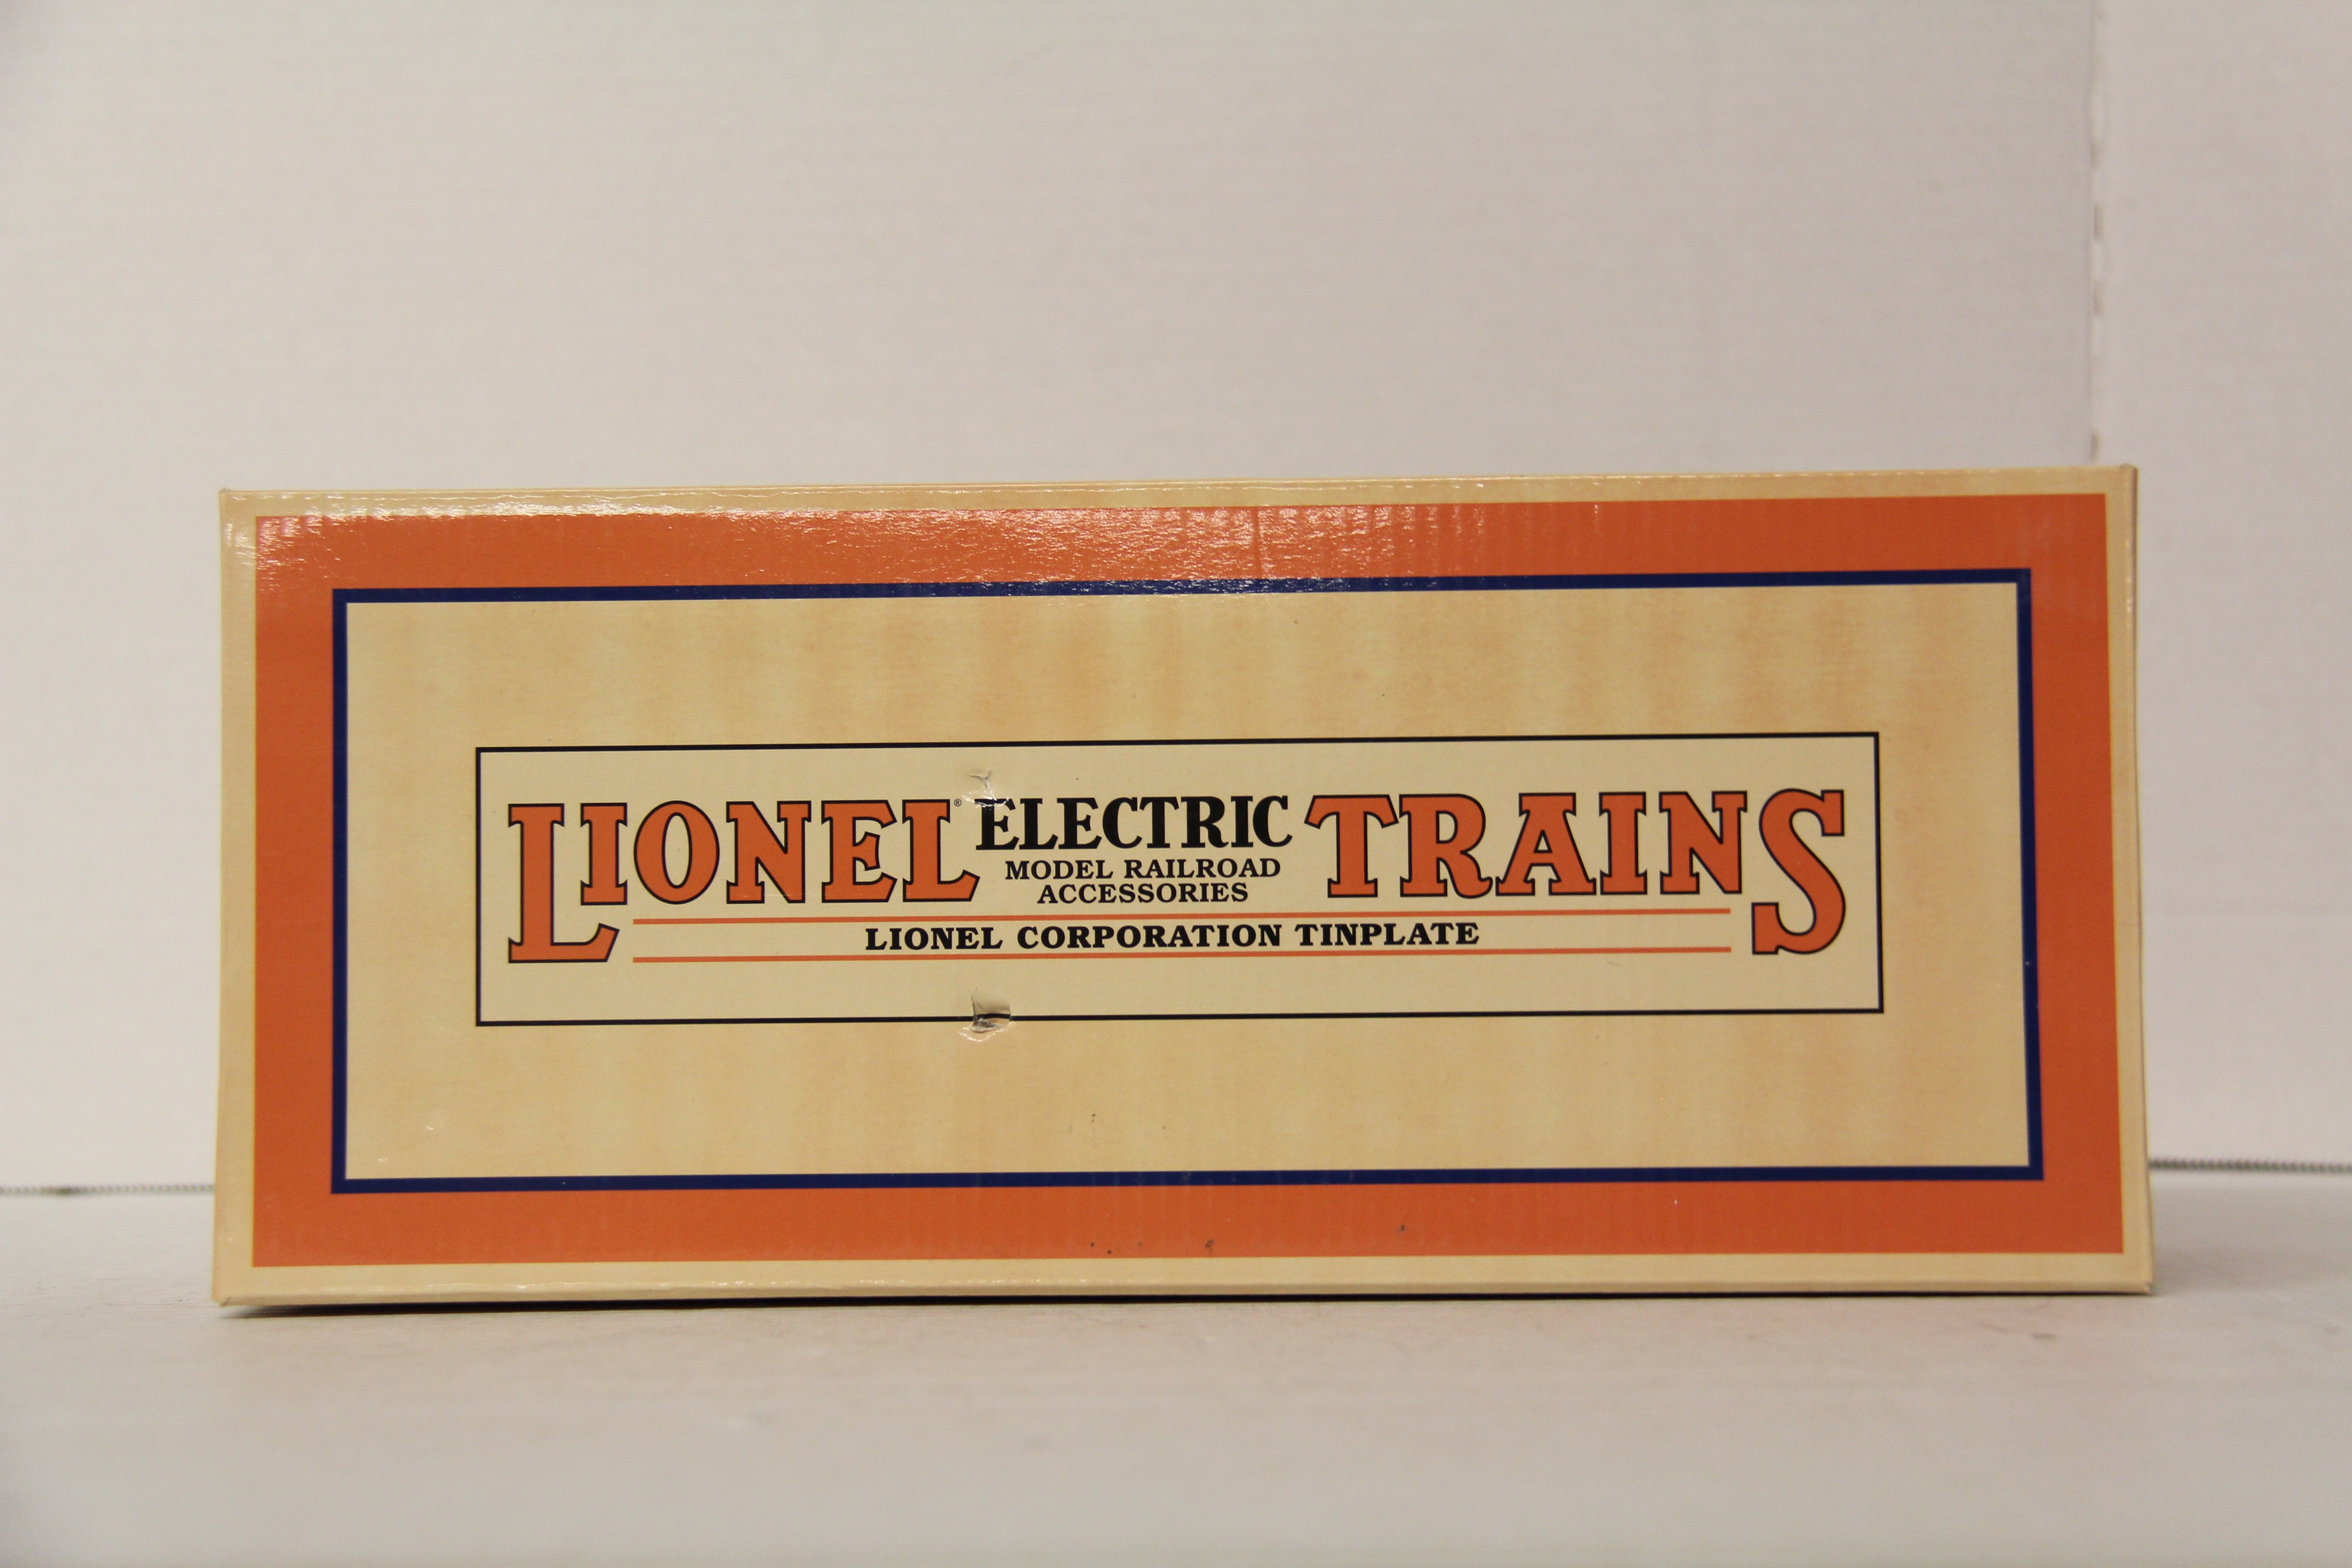 LIONEL® ELECTRIC TRAINS
MODEL RAILROAD
ACCESSORIES
LIONEL CORPORATION TINPLATE